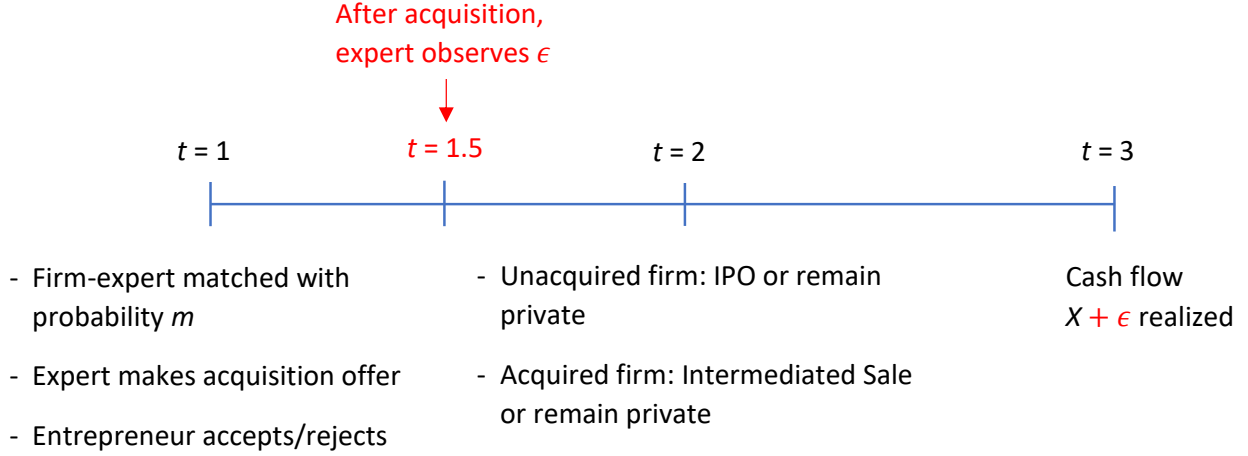 After acquisition,
expert observes ϵ
t = 1
t = 1.5
t = 2
t = 3
- Firm-expert matched with
probability m
- Expert makes acquisition offer
- Entrepreneur accepts/rejects
- Unacquired firm: IPO or remain
private
- Acquired firm: Intermediated Sale
or remain private
Cash flow
X + ϵ realized